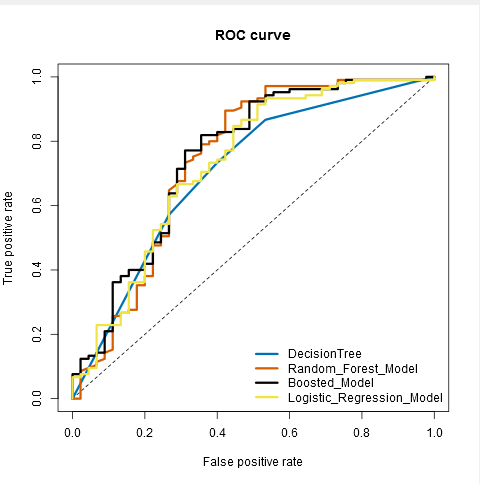 ROC curve
True positive rate
1.0
0.8
0.6
0.4
0.2
0.0
DecisionTree
Random_Forest_Model
Boosted_Model
Logistic_Regression_Model
0.0 0.2 0.4 0.6 0.8 1.0
False positive rate